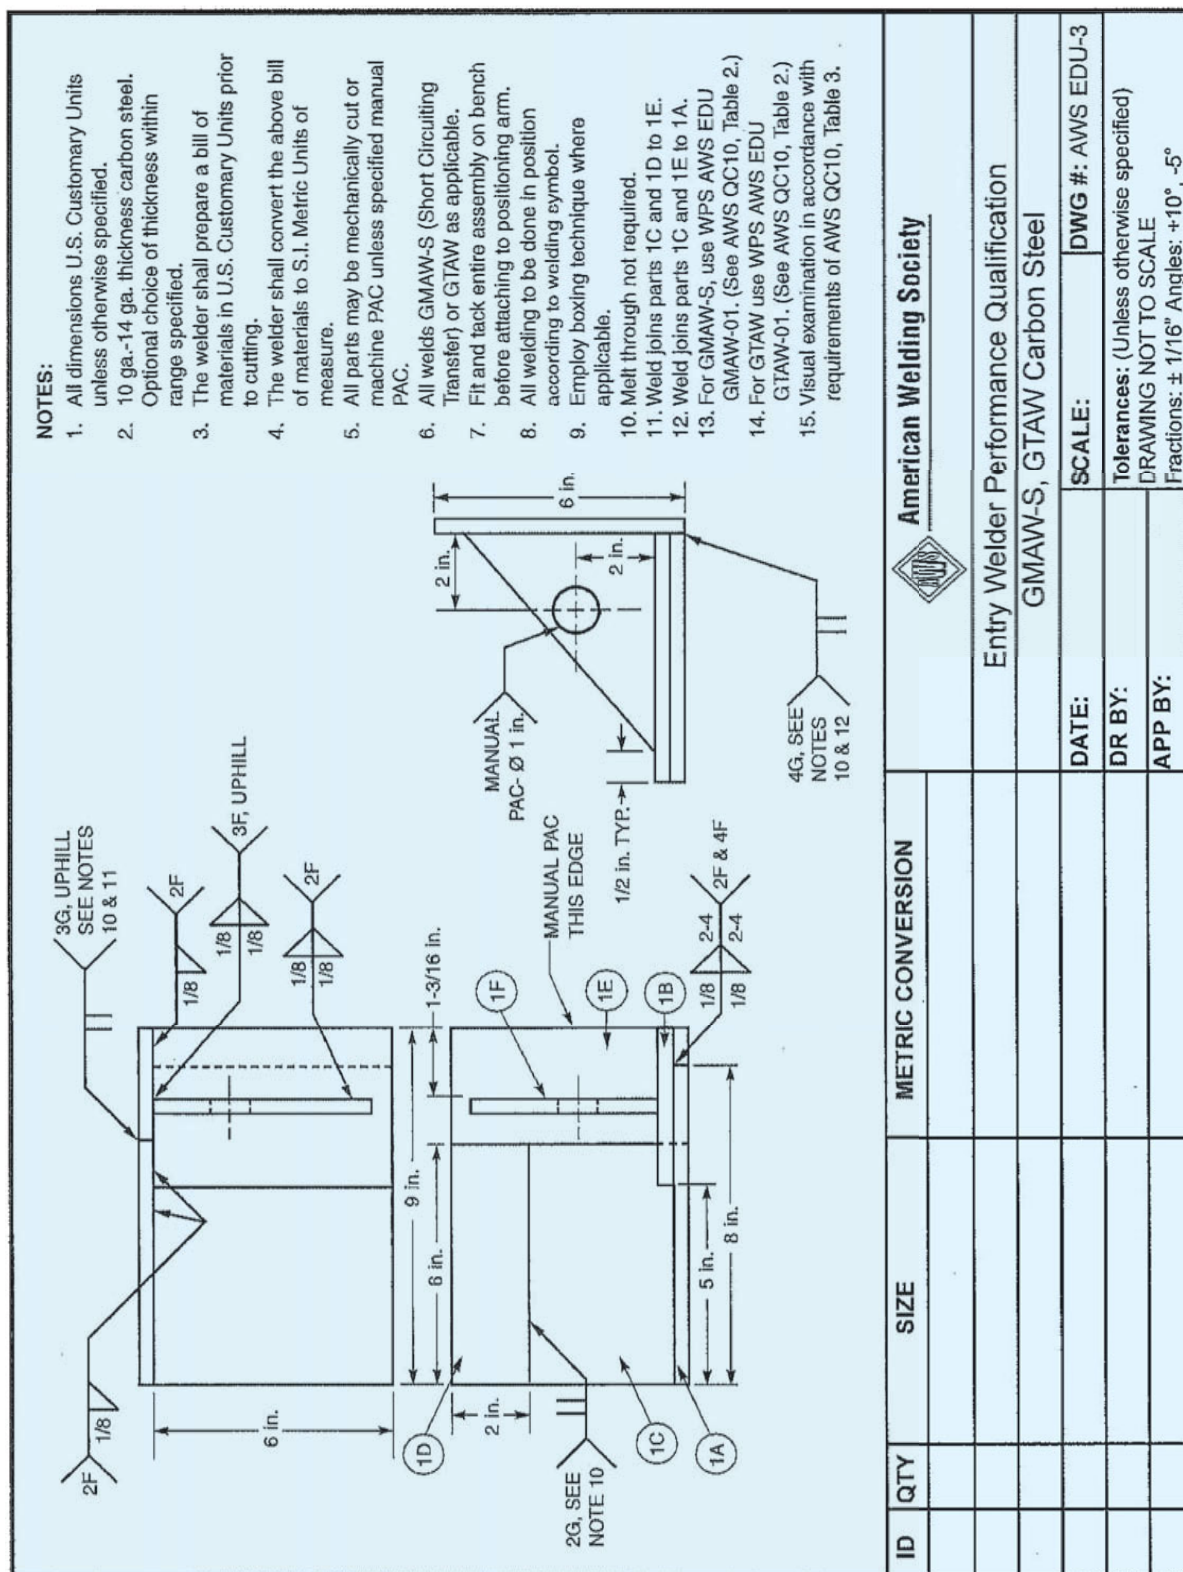 NOTES:
1. All dimensions U.S. Customary Units
unless otherwise specified.
2. 10 ga.-14 ga. thickness carbon steel.
Optional choice of thickness within
range specified.
3. The welder shall prepare a bill of
materials in U.S. Customary Units prior
to cutting.
4. The welder shall convert the above bill
of materials to S.I. Metric Units of
measure.
5. All parts may be mechanically cut or
machine PAC unless specified manual
PAC.
6. All welds GMAW-S (Short Circuiting
Transfer) or GTAW as applicable.
7. Fit and tack entire assembly on bench
before attaching to positioning arm.
8. All welding to be done in position
according to welding symbol.
9. Employ boxing technique where
applicable.
10. Melt through not required.
11. Weld joins parts 1C and 1D to 1E.
12. Weld joins parts 1C and 1E to 1A.
13. For GMAW-S, use WPS AWS EDU
GMAW-01. (See AWS QC10, Table 2.)
14. For GTAW use WPS AWS EDU
GTAW-01. (See AWS QC10, Table 2.)
15. Visual examination in accordance with
requirements of AWS QC10, Table 3.
2F
1/8
3G, UPHILL
SEE NOTES
10 & 11
1/8
2F
1/8
1/8
3F, UPHILL
1/8
1/8
2F
6 in.
9 in.
6 in.
1-3/16 in.
1D
2 in.
2G, SEE
NOTE 10
1C
1A
1F
1E
1B
MANUAL PAC
THIS EDGE
5 in.
8 in.
1/8
1/8
2-4
2-4
2F & 4F
MANUAL
PAC- Ø 1 in.
2 in.
2 in.
6 in.
1/2 in. TYP.
4G, SEE
NOTES
10 & 12
ID
QTY
SIZE
METRIC CONVERSION
AWS
American Welding Society
Entry Welder Performance Qualification
GMAW-S, GTAW Carbon Steel
DATE:
SCALE:
DWG #: AWS EDU-3
DR BY:
APP BY:
Tolerances: (Unless otherwise specified)
DRAWING NOT TO SCALE
Fractions: ± 1/16" Angles: +10°, -5°